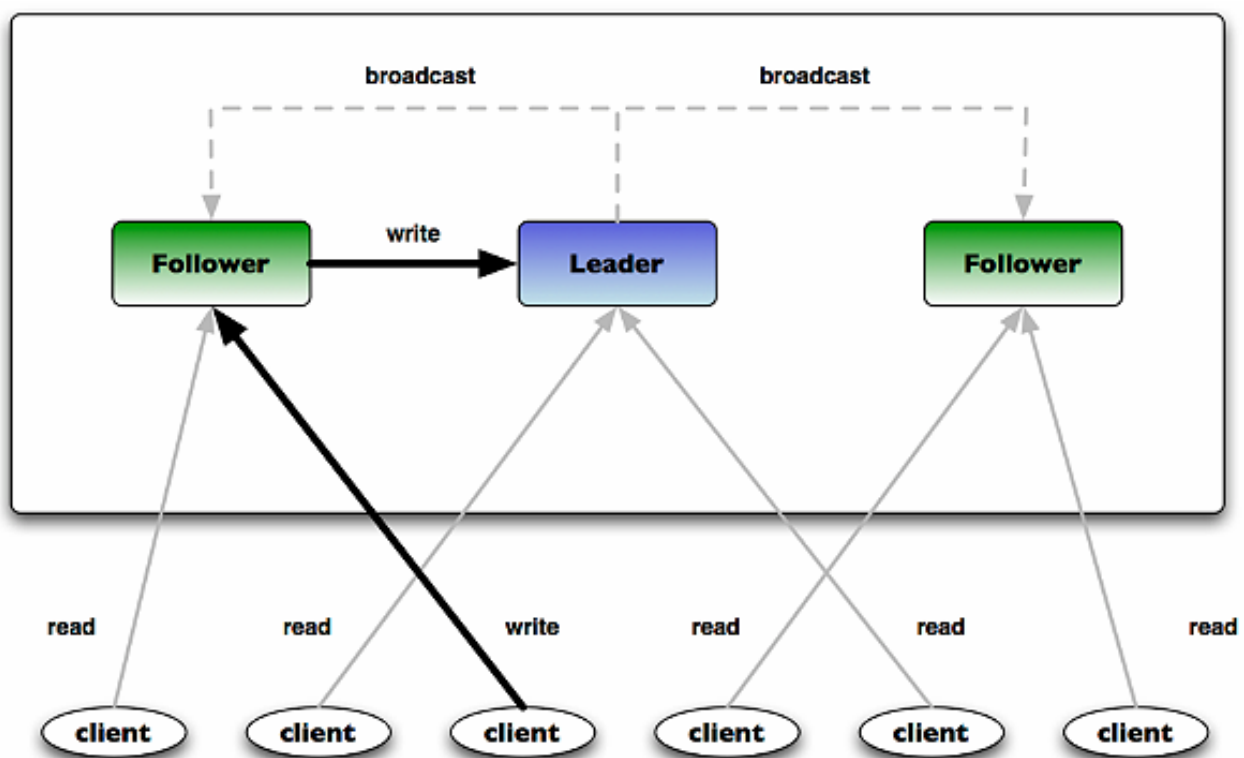 broadcast broadcast
write
Follower Leader Follower
read read write read read read
client client client client client client